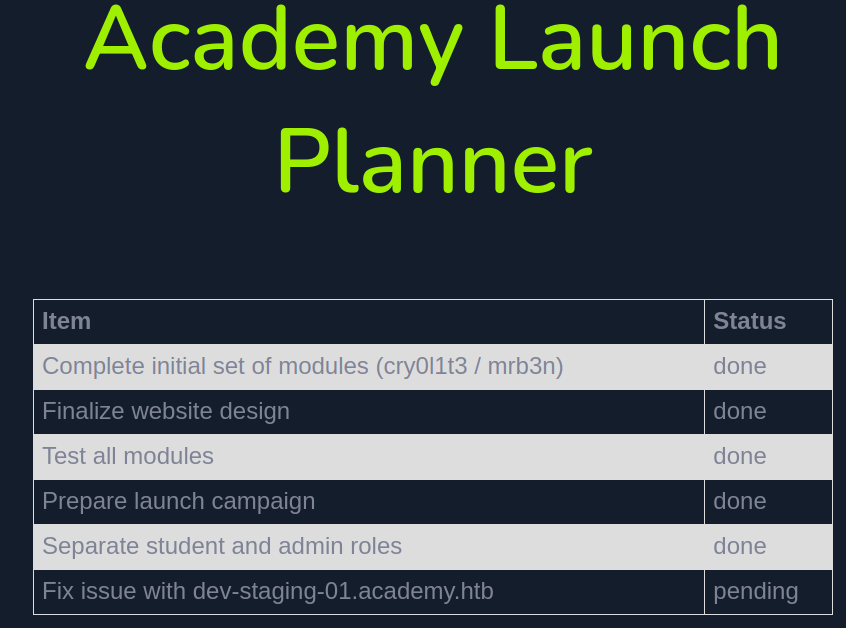 Academy Launch
Planner
Item Status
Complete initial set of modules (cry0l1t3 / mrb3n) done
Finalize website design done
Test all modules done
Prepare launch campaign done
Separate student and admin roles done
Fix issue with dev-staging-01.academy.htb pending